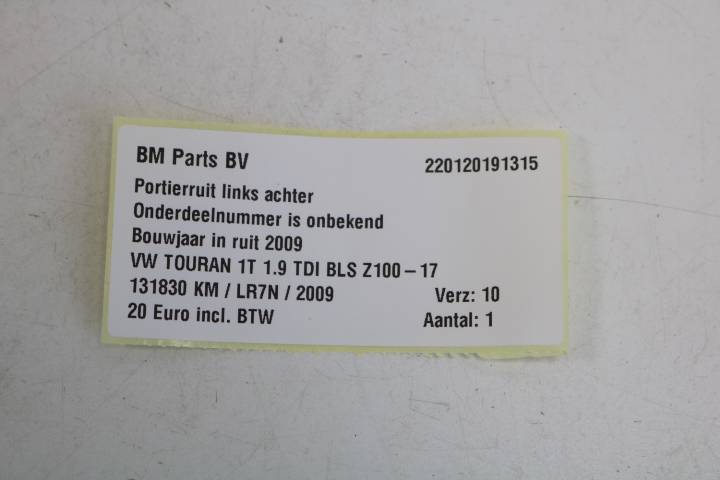 BM Parts BV 220120191315
Portierruit links achter
Onderdeelnummer is onbekend
Bouwjaar in ruit 2009
VW TOURAN 1T 1.9 TDI BLS Z100-17
131830 KM / LR7N / 2009 Verz: 10
20 Euro incl. BTW Aantal: 1